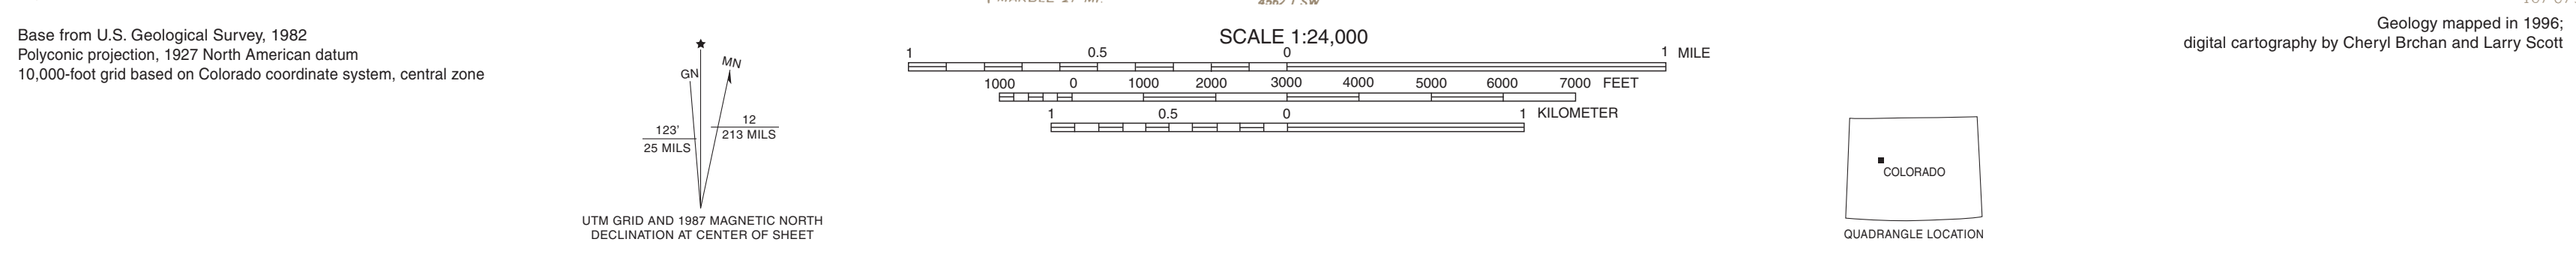 Base from U.S. Geological Survey, 1982
Polyconic projection, 1927 North American datum
10,000-foot grid based on Colorado coordinate system, central zone
GN
MN
123'
25 MILS
12
213 MILS
UTM GRID AND 1987 MAGNETIC NORTH
DECLINATION AT CENTER OF SHEET
SCALE 1:24,000
1 0.5 0 1 MILE
1000 0 1000 2000 3000 4000 5000 6000 7000 FEET
1 0.5 0 1 KILOMETER
COLORADO
QUADRANGLE LOCATION
Geology mapped in 1996;
digital cartography by Cheryl Brchan and Larry Scott